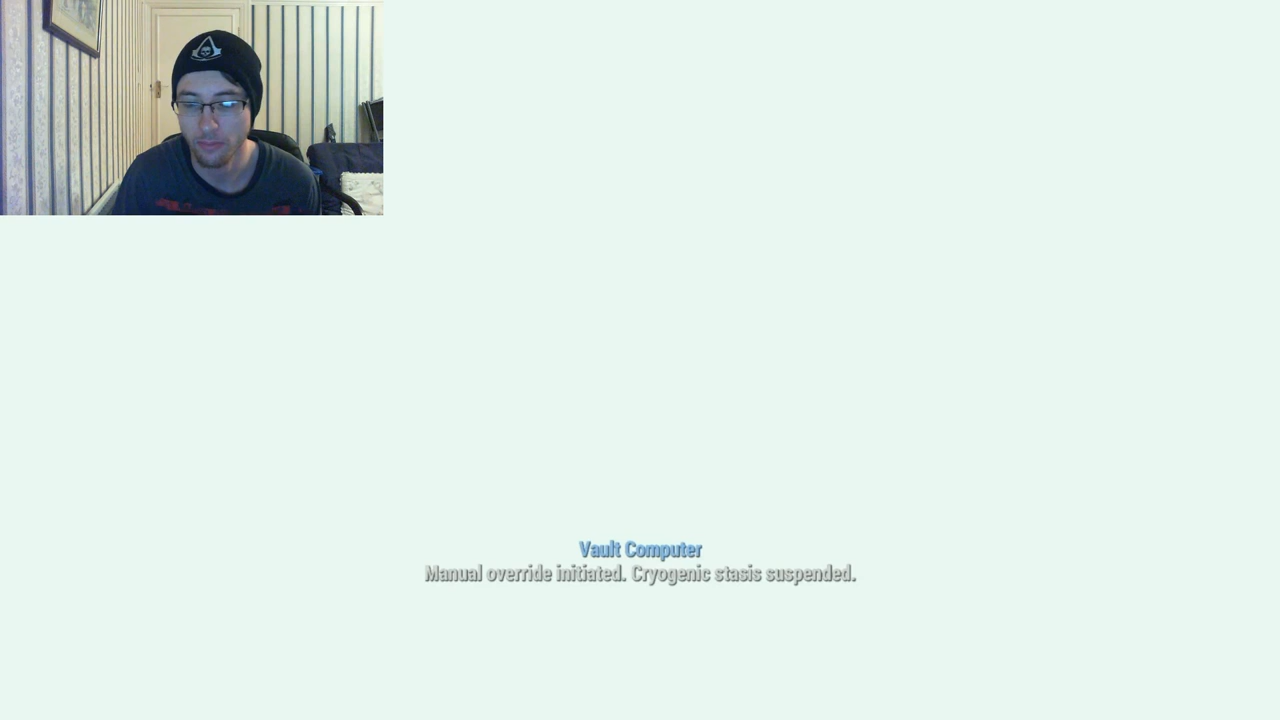 Vault Computer
Manual override initiated. Cryogenic stasis suspended.